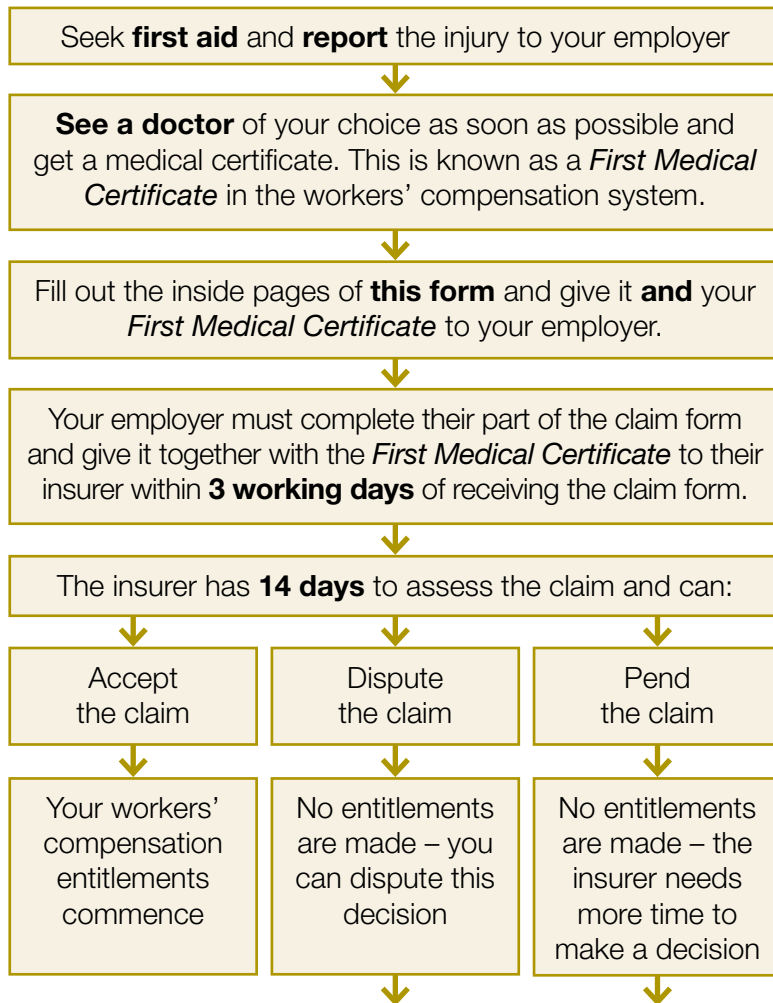 Seek first aid and report the injury to your employer
See a doctor of your choice as soon as possible and
get a medical certificate. This is known as a First Medical
Certificate in the workers’ compensation system.
Fill out the inside pages of this form and give it and your
First Medical Certificate to your employer.
Your employer must complete their part of the claim form
and give it together with the First Medical Certificate to their
insurer within 3 working days of receiving the claim form.
The insurer has 14 days to assess the claim and can:
Accept
the claim
Dispute
the claim
Pend
the claim
Your workers’
compensation
entitlements
commence
No entitlements
are made – you
can dispute this
decision
No entitlements
are made – the
insurer needs
more time to
make a decision